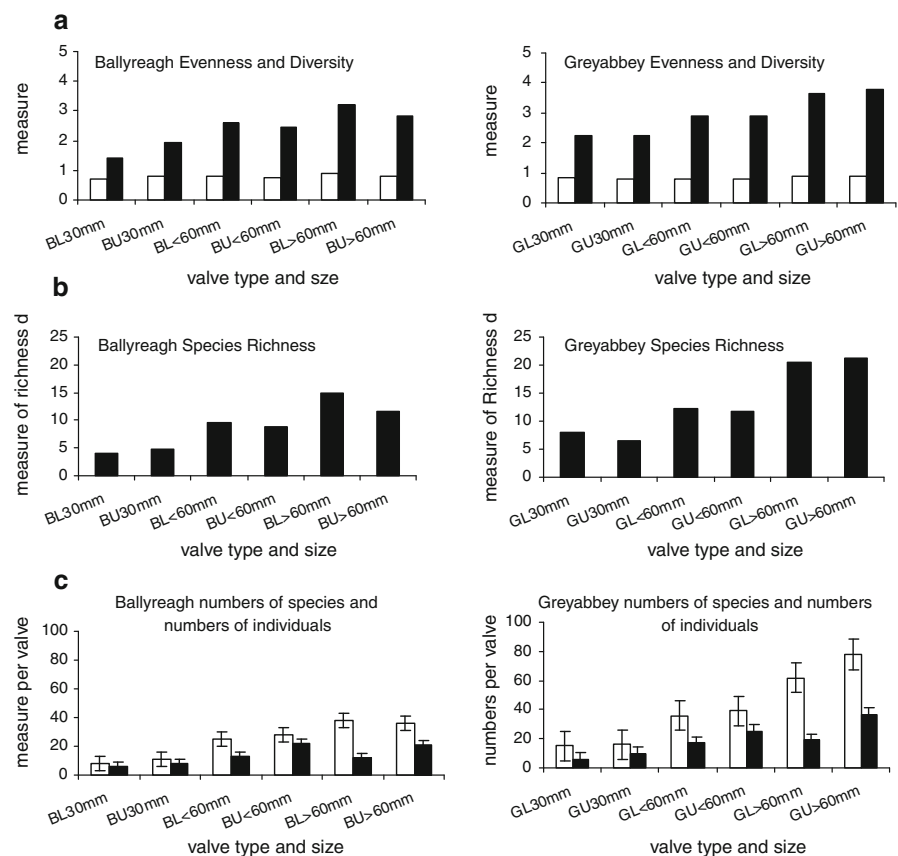 a
Ballyreagh Evenness and Diversity
measure
5
4
3
2
1
0
BL30mm
BU30mm
BL<60mm
BU<60mm
BL>60mm
BU>60mm
valve type and sze
Greyabbey Evenness and Diversity
measure
5
4
3
2
1
0
GL30mm
GU30mm
GL<60mm
GU<60mm
GL>60mm
GU>60mm
valve type and size
b
Ballyreagh Species Richness
measure of richness d
25
20
15
10
5
0
BL30mm
BU30mm
BL<60mm
BU<60mm
BL>60mm
BU>60mm
valve type and size
Greyabbey Species Richness
measure of Richness d
25
20
15
10
5
0
GL30mm
GU30mm
GL<60mm
GU<60mm
GL>60mm
GU>60mm
valve type and size
c
Ballyreagh numbers of species and
numbers of individuals
measure per valve
100
80
60
40
20
0
BL30mm
BU30mm
BL<60mm
BU<60mm
BL>60mm
BU>60mm
valve type and size
Greyabbey numbers of species and numbers
of individuals
numbers per valve
100
80
60
40
20
0
GL30mm
GU30mm
GL<60mm
GU<60mm
GL>60mm
GU>60mm
valve type and size